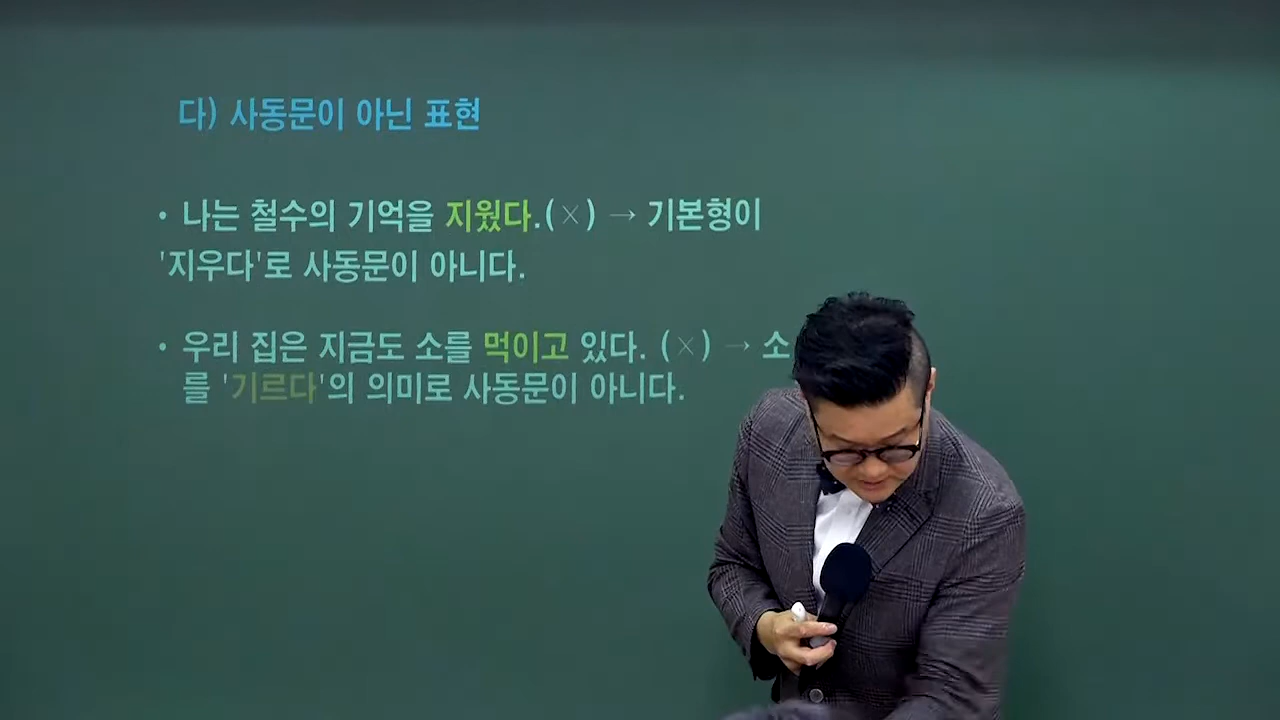 다) 사동문이 아닌 표현
• 나는 철수의 기억을 지웠다.(×) → 기본형이
'지우다'로 사동문이 아니다.
• 우리 집은 지금도 소를 먹이고 있다. (×) → 소
를 '기르다'의 의미로 사동문이 아니다.